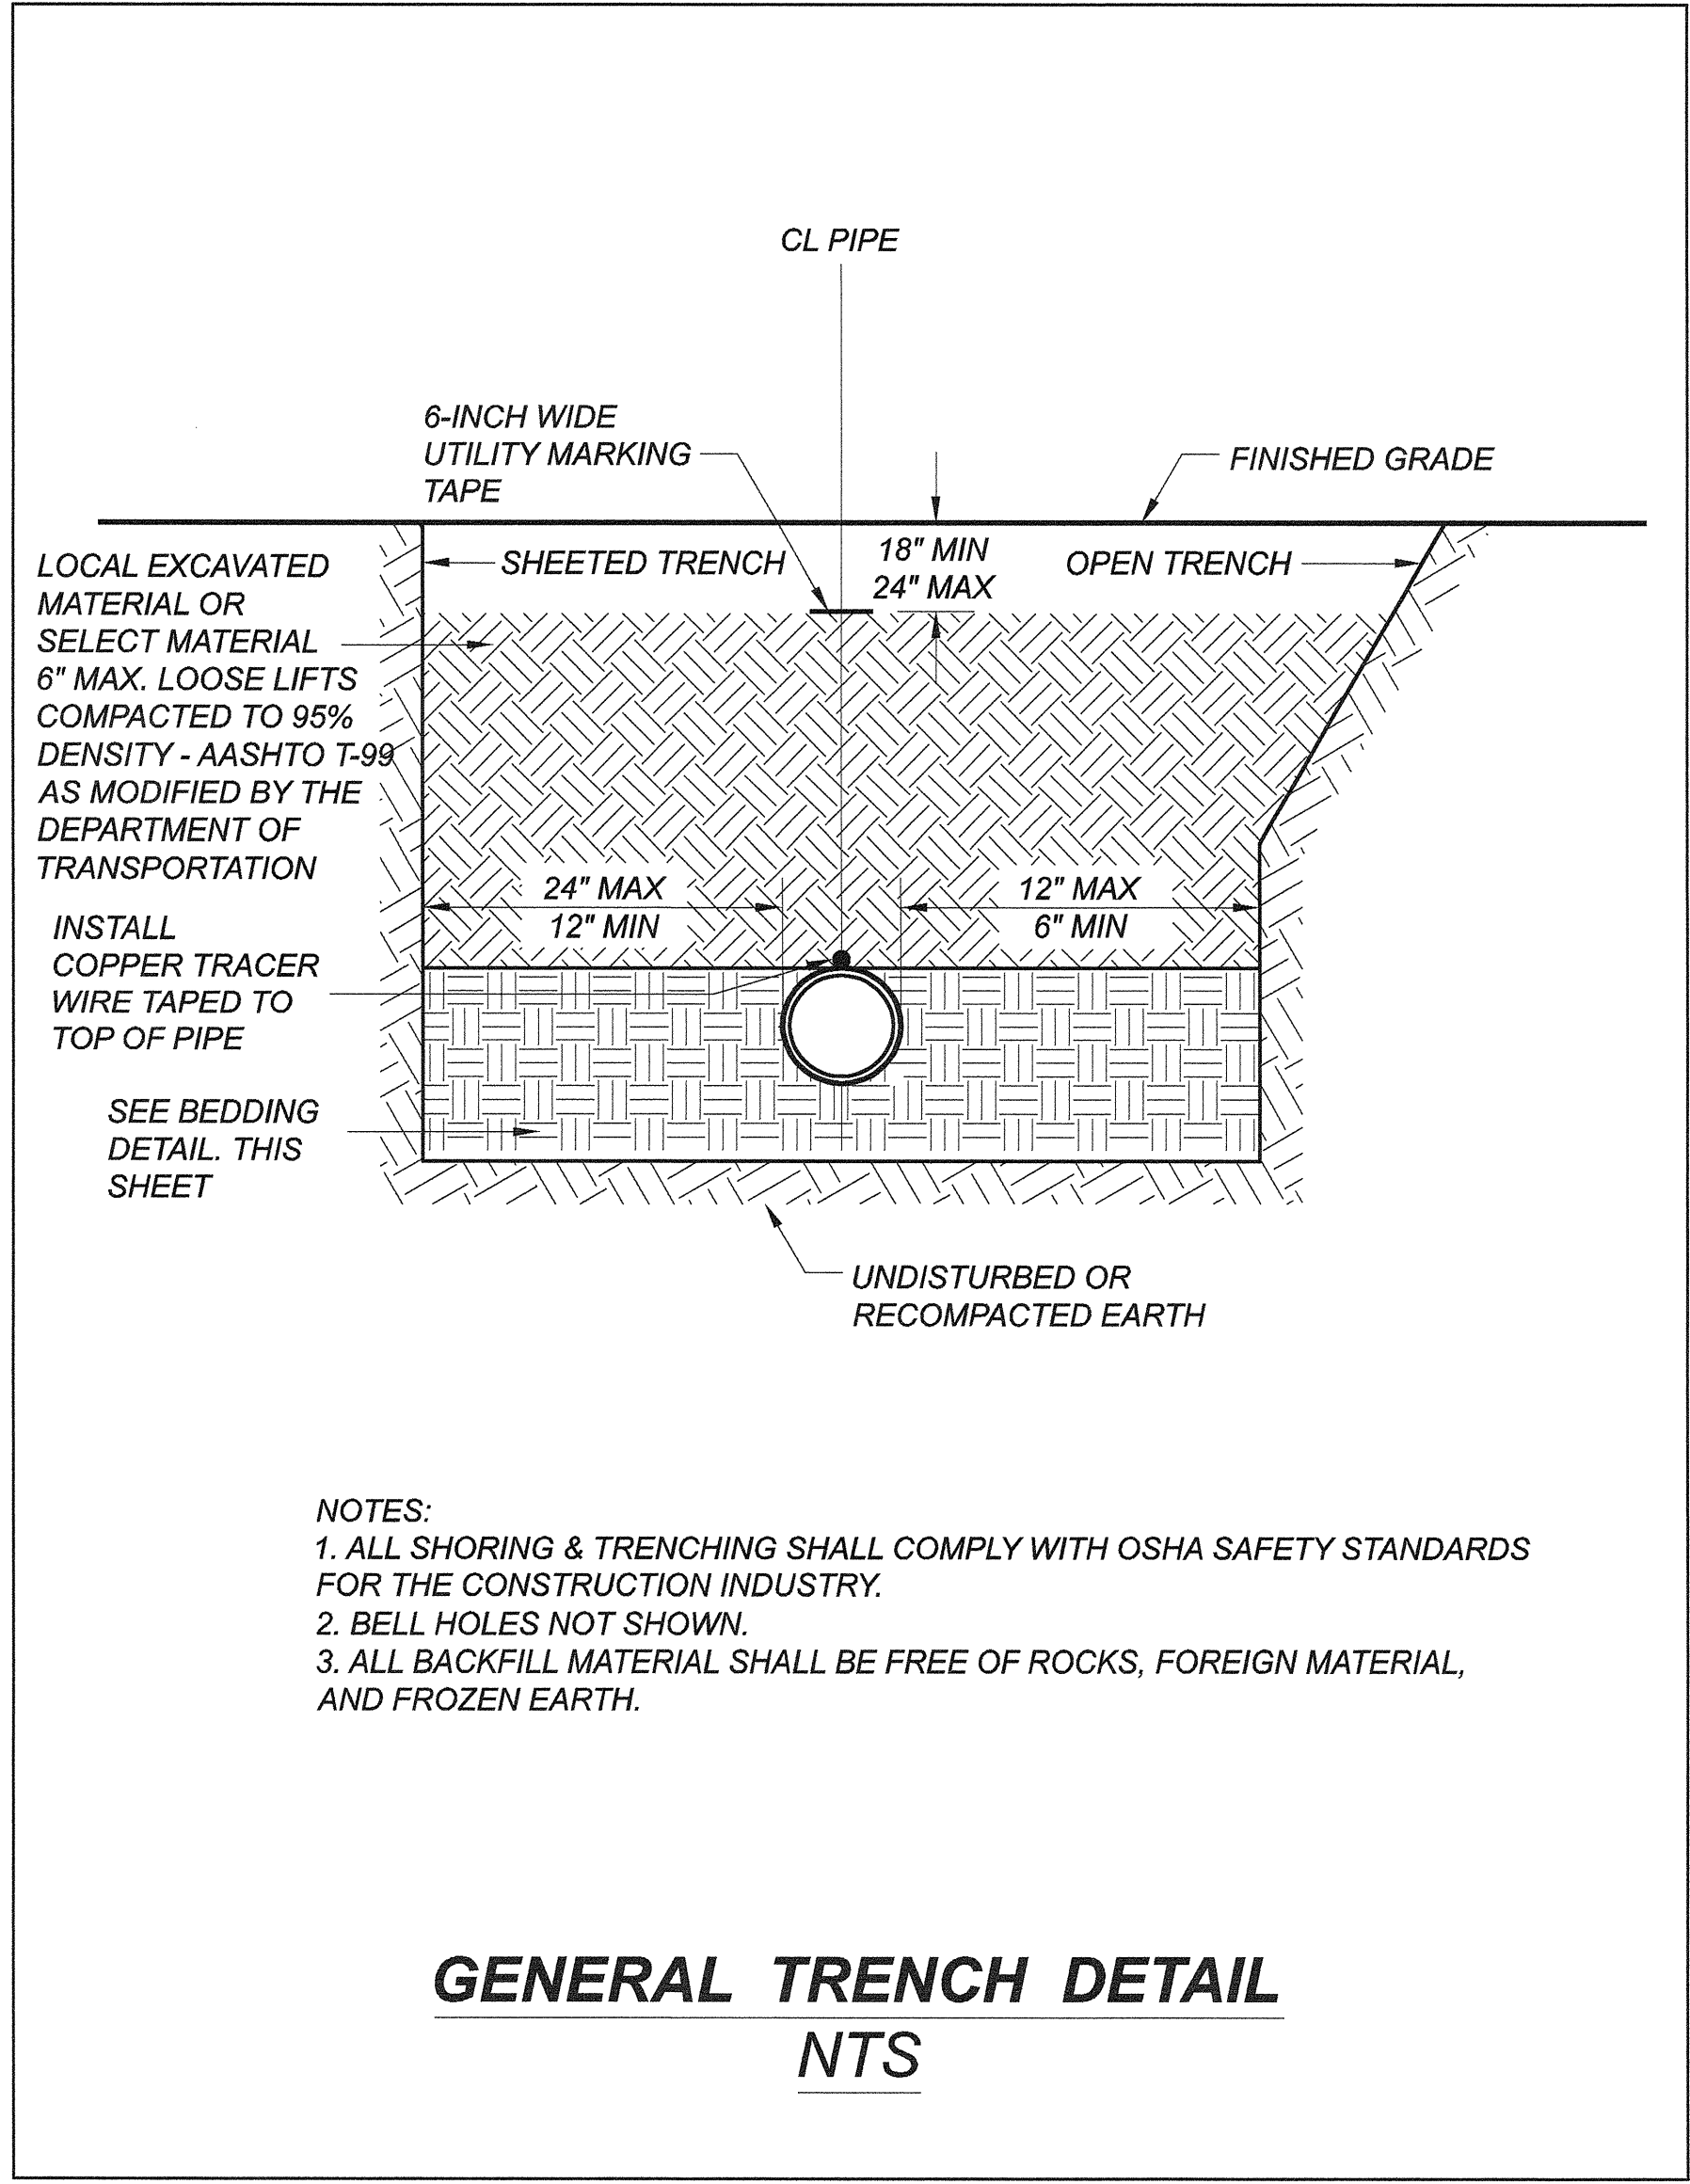 CL PIPE
6-INCH WIDE
UTILITY MARKING
TAPE
FINISHED GRADE
SHEETED TRENCH
18" MIN
24" MAX
OPEN TRENCH
LOCAL EXCAVATED
MATERIAL OR
SELECT MATERIAL
6" MAX. LOOSE LIFTS
COMPACTED TO 95%
DENSITY - AASHTO T-99
AS MODIFIED BY THE
DEPARTMENT OF
TRANSPORTATION
24" MAX
12" MIN
12" MAX
6" MIN
INSTALL
COPPER TRACER
WIRE TAPED TO
TOP OF PIPE
SEE BEDDING
DETAIL. THIS
SHEET
UNDISTURBED OR
RECOMPACTED EARTH
NOTES:
1. ALL SHORING & TRENCHING SHALL COMPLY WITH OSHA SAFETY STANDARDS
FOR THE CONSTRUCTION INDUSTRY.
2. BELL HOLES NOT SHOWN.
3. ALL BACKFILL MATERIAL SHALL BE FREE OF ROCKS, FOREIGN MATERIAL,
AND FROZEN EARTH.
GENERAL TRENCH DETAIL
NTS